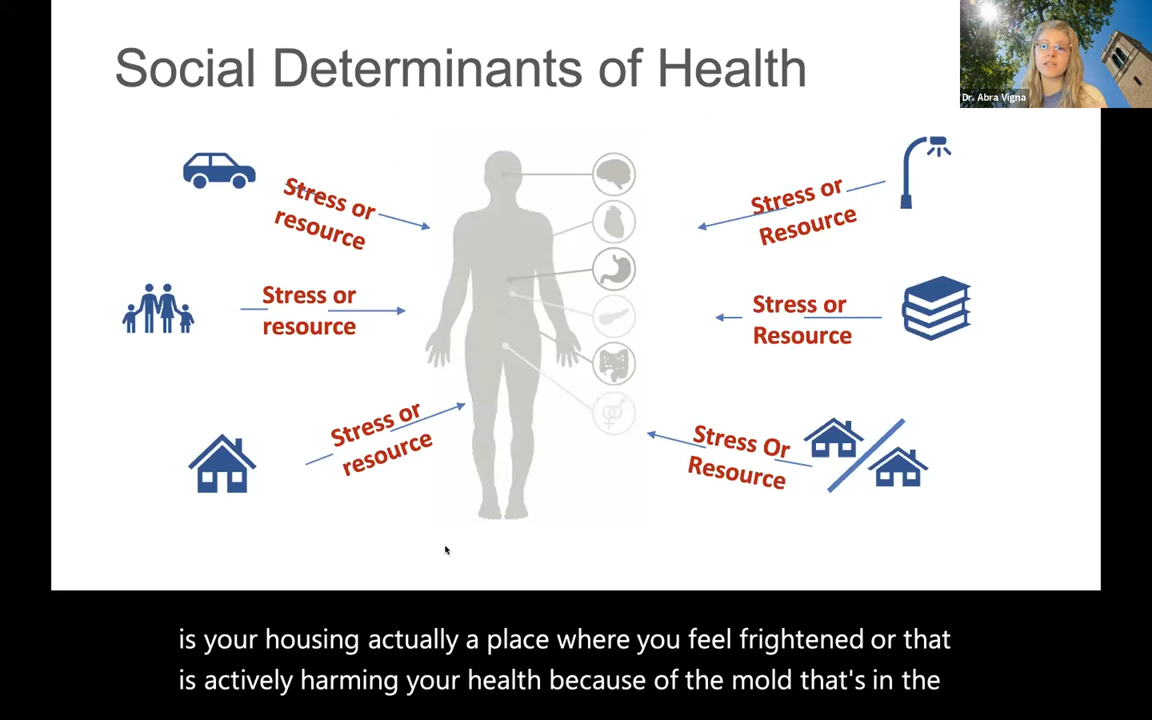 Social Determinants of Health
Dr. Abra Vigna
Stress or
resource
Stress or
Resource
Stress or
resource
Stress or
Resource
Stress or
resource
Stress Or
Resource
is your housing actually a place where you feel frightened or that
is actively harming your health because of the mold that's in the